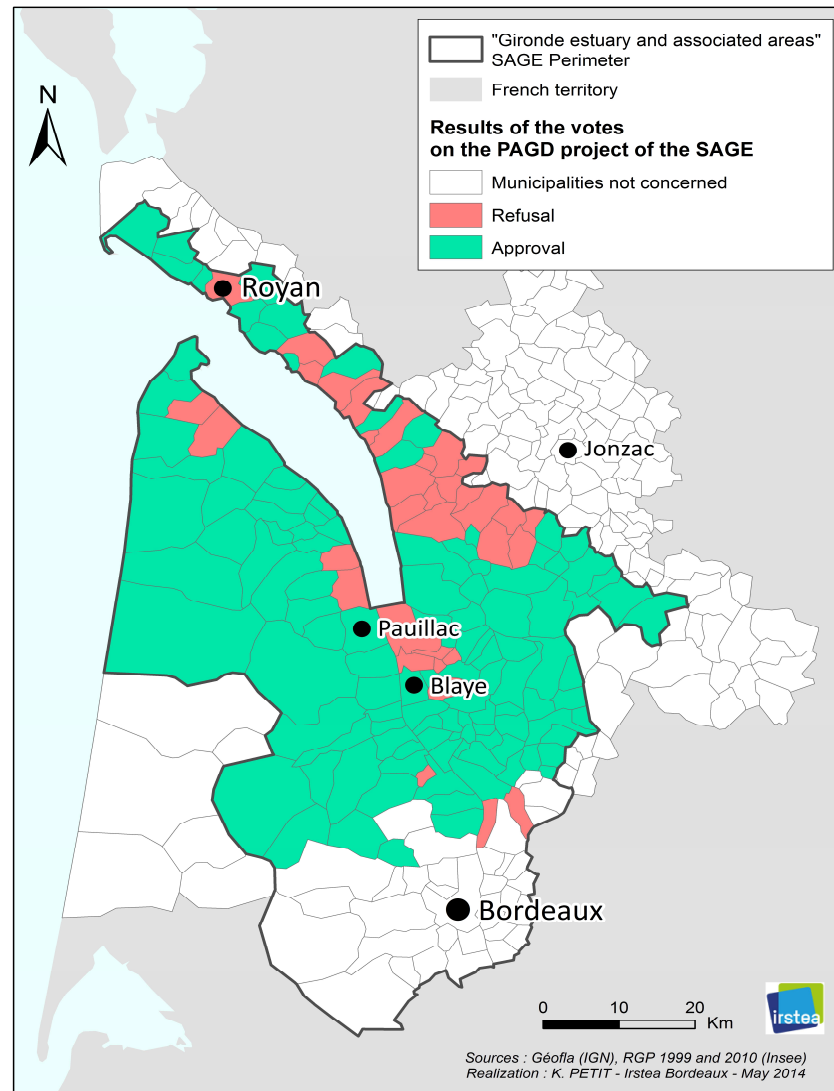 "Gironde estuary and associated areas"
SAGE Perimeter
French territory
Results of the votes
on the PAGD project of the SAGE
Municipalities not concerned
Refusal
Approval
N
Royan
Jonzac
Pauillac
Blaye
Bordeaux
0 10 20
Km
irstea
Sources : Géofla (IGN), RGP 1999 and 2010 (Insee)
Realization : K. PETIT - Irstea Bordeaux - May 2014